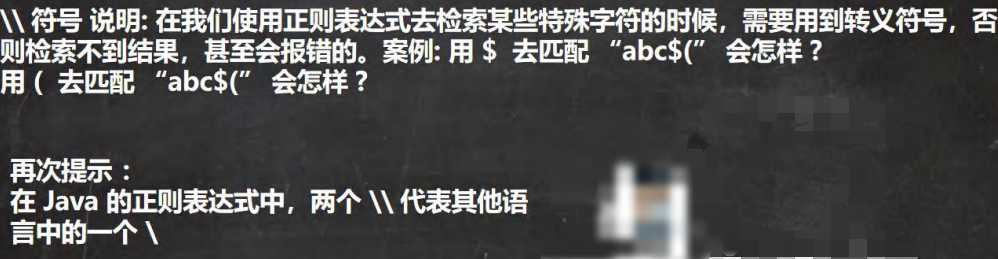 \\ 符号 说明: 在我们使用正则表达式去检索某些特殊字符的时候，需要用到转义符号，否
则检索不到结果，甚至会报错的。案例: 用 $ 去匹配 “abc$(” 会怎样？
用 ( 去匹配 “abc$(” 会怎样？
再次提示：
在 Java 的正则表达式中，两个 \\ 代表其他语
言中的一个 \